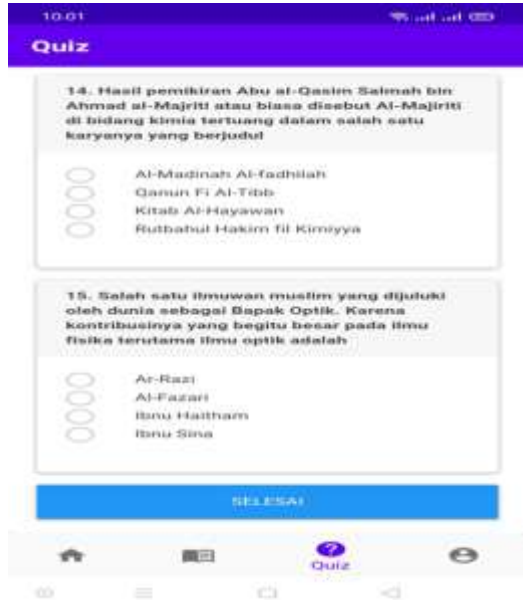 10.01
Quiz
14. Hasil pemikiran Abu al-Qasim Salmah bin
Ahmad al-Majriti atau biasa disebut Al-Majiriti
di bidang kimia tertuang dalam salah satu
karyanya yang berjudul
Al-Madinah Al-fadhilah
Qanun Fi Al-Tibb
Kitab Al-Hayawan
Rutbahul Hakim fil Kimiyya
15. Salah satu ilmuwan muslim yang dijuluki
oleh dunia sebagai Bapak Optik. Karena
kontribusinya yang begitu besar pada ilmu
fisika terutama ilmu optik adalah
Ar-Razi
Al-Fazari
Ibnu Haitham
Ibnu Sina
SELESAI
Quiz